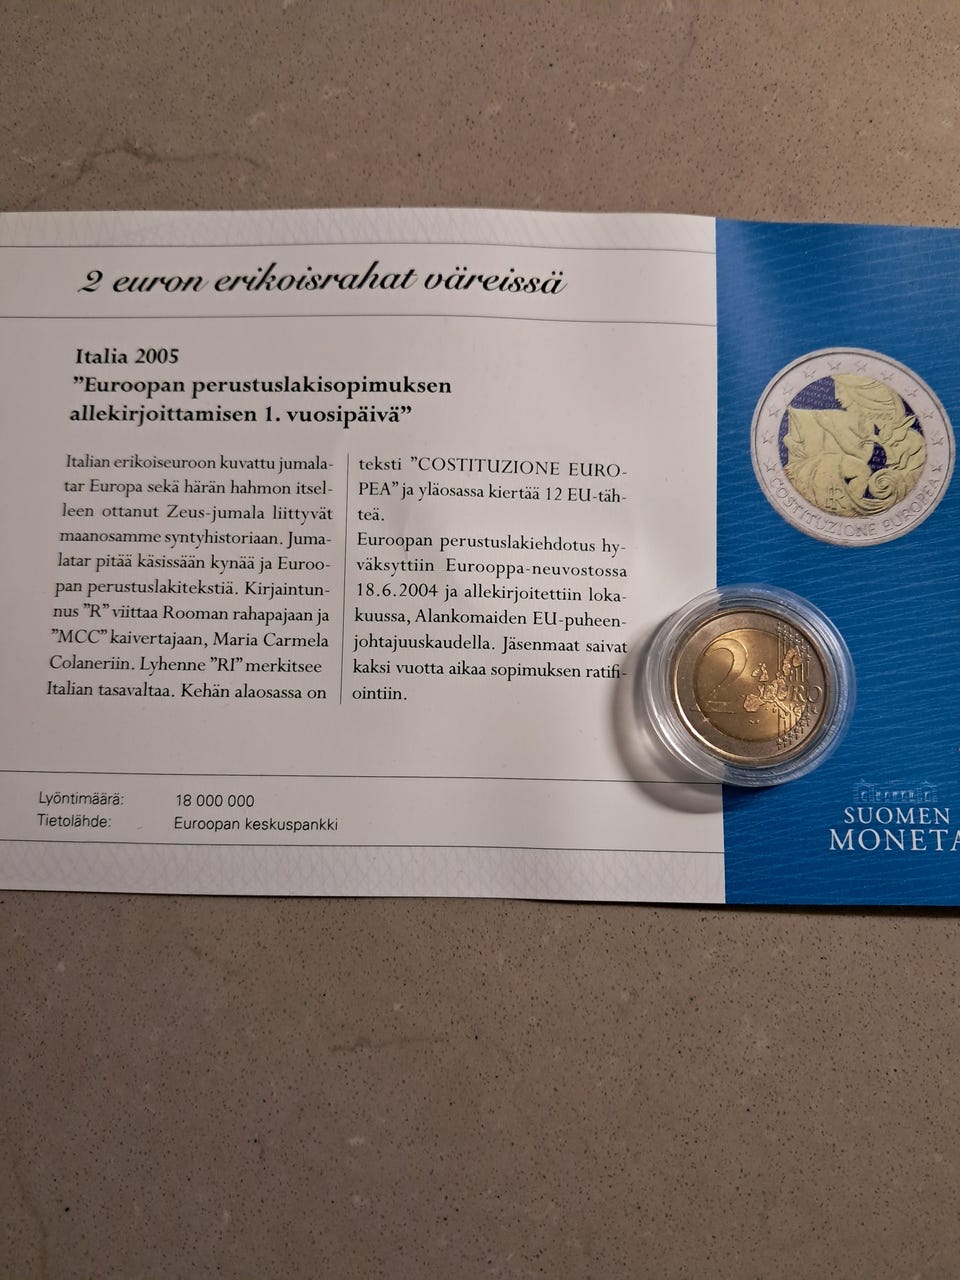 2 euron erikoisrahat väreissä
Italia 2005
"Euroopan perustuslakisopimuksen
allekirjoittamisen 1. vuosipäivä"
Italian erikoiseuroon kuvattu jumala-
tar Europa sekä härän hahmon itsel-
leen ottanut Zeus-jumala liittyvät
maanosamme syntyhistoriaan. Juma-
latar pitää käsissään kynää ja Euroo-
pan perustuslakitekstiä. Kirjaintun-
nus "R" viittaa Rooman rahapajaan ja
"MCC" kaivertajaan, Maria Carmela
Colaneriin. Lyhenne "RI" merkitsee
Italian tasavaltaa. Kehän alaosassa on
teksti "COSTITUZIONE EURO-
PEA" ja yläosassa kiertää 12 EU-täh-
teä.
Euroopan perustuslakiehdotus hy-
väksyttiin Eurooppa-neuvostossa
18.6.2004 ja allekirjoitettiin loka-
kuussa, Alankomaiden EU-puheen-
johtajuuskaudella. Jäsenmaat saivat
kaksi vuotta aikaa sopimuksen ratifi-
ointiin.
Lyöntimäärä: 18 000 000
Tietolähde: Euroopan keskuspankki
2005
RI
COSTITUZIONE EUROPEA
2 EURO
SUOMEN
MONETA